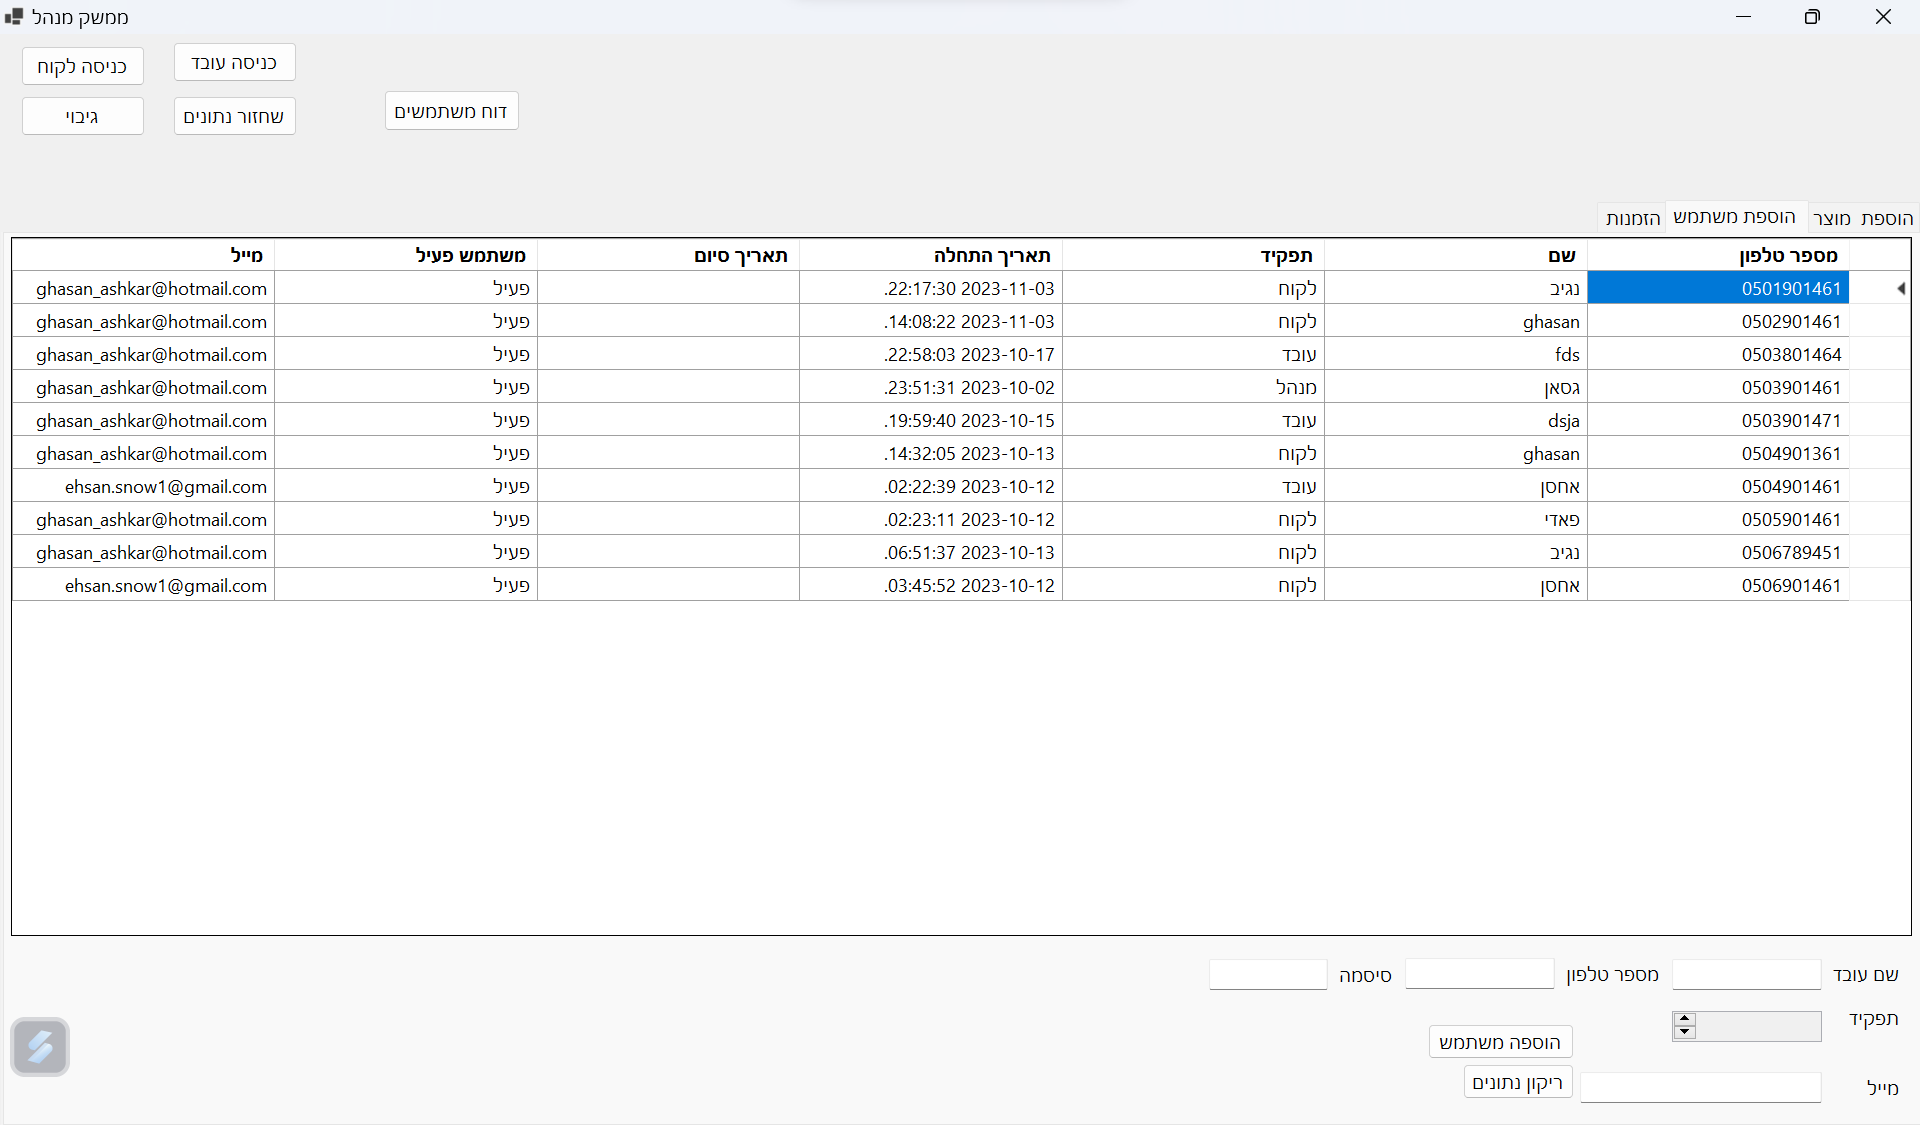 ממשק מנהל
כניסה עובד
כניסה לקוח
דוח משתמשים
שחזור נתונים
גיבוי
הוספת מוצר
הוספת משתמש
הזמנות
מספר טלפון שם תפקיד תאריך התחלה תאריך סיום משתמש פעיל מייל
0501901461 נגיב לקוח .22:17:30 2023-11-03 פעיל ghasan_ashkar@hotmail.com
0502901461 ghasan לקוח .14:08:22 2023-11-03 פעיל ghasan_ashkar@hotmail.com
0503801464 fds עובד .22:58:03 2023-10-17 פעיל ghasan_ashkar@hotmail.com
0503901461 גסאן מנהל .23:51:31 2023-10-02 פעיל ghasan_ashkar@hotmail.com
0503901471 dsja עובד .19:59:40 2023-10-15 פעיל ghasan_ashkar@hotmail.com
0504901361 ghasan לקוח .14:32:05 2023-10-13 פעיל ghasan_ashkar@hotmail.com
0504901461 אחסן עובד .02:22:39 2023-10-12 פעיל ehsan.snow1@gmail.com
0505901461 פאדי לקוח .02:23:11 2023-10-12 פעיל ghasan_ashkar@hotmail.com
0506789451 נגיב לקוח .06:51:37 2023-10-13 פעיל ghasan_ashkar@hotmail.com
0506901461 אחסן לקוח .03:45:52 2023-10-12 פעיל ehsan.snow1@gmail.com
שם עובד מספר טלפון סיסמה
תפקיד
הוספה משתמש
ריקון נתונים
מייל